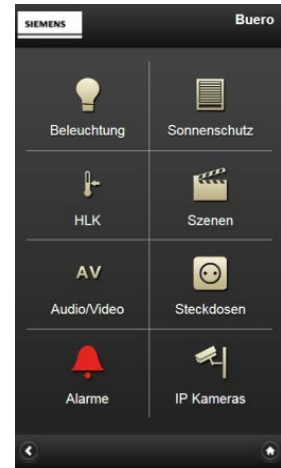 SIEMENS
Buero
Beleuchtung
Sonnenschutz
HLK
Szenen
AV
Audio/Video
Steckdosen
Alarme
IP Kameras